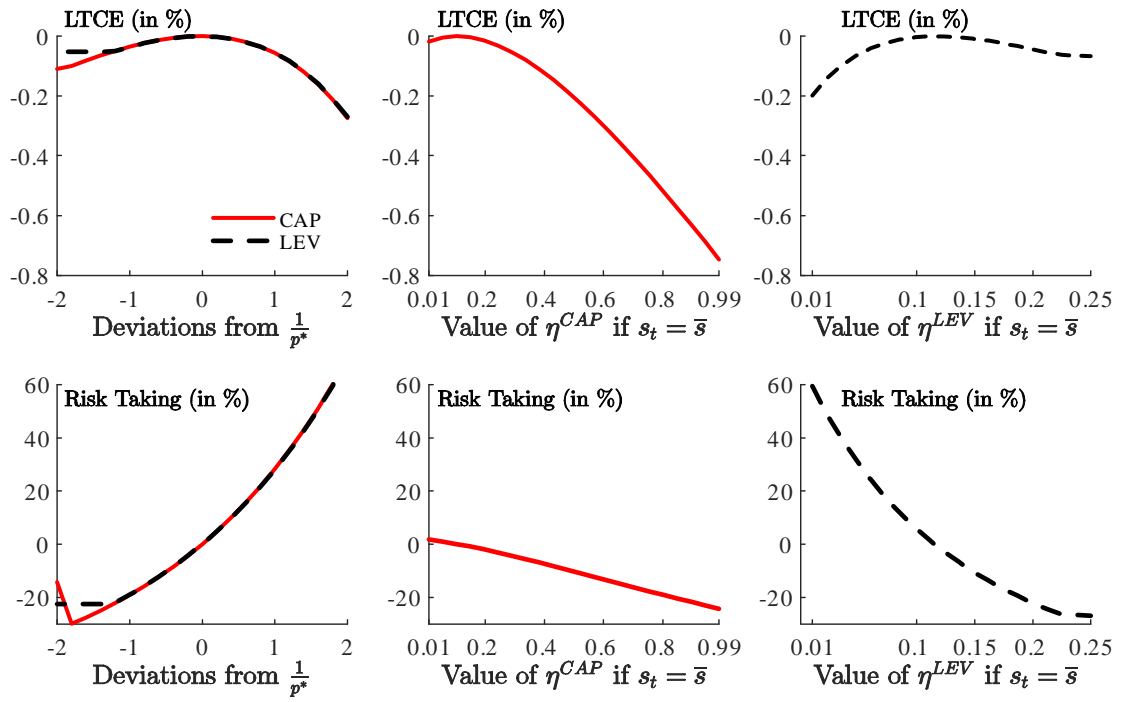 LTCE (in %)
0
-0.2
-0.4
-0.6
-0.8
CAP
LEV
-2 -1 0 1 2
Deviations from 1/p*
LTCE (in %)
0
-0.2
-0.4
-0.6
-0.8
0.01 0.2 0.4 0.6 0.8 0.99
Value of η^CAP if s_t = s̅
LTCE (in %)
0
-0.2
-0.4
-0.6
-0.8
0.01 0.1 0.15 0.2 0.25
Value of η^LEV if s_t = s̅
Risk Taking (in %)
60
40
20
0
-20
-2 -1 0 1 2
Deviations from 1/p*
Risk Taking (in %)
60
40
20
0
-20
0.01 0.2 0.4 0.6 0.8 0.99
Value of η^CAP if s_t = s̅
Risk Taking (in %)
60
40
20
0
-20
0.01 0.1 0.15 0.2 0.25
Value of η^LEV if s_t = s̅